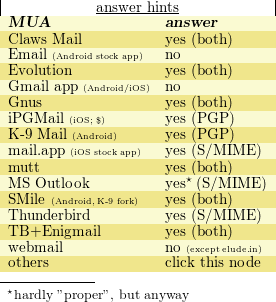 answer hints
MUA answer
Claws Mail yes (both)
Email (Android stock app) no
Evolution yes (both)
Gmail app (Android/iOS) no
Gnus yes (both)
iPGMail (iOS; $) yes (PGP)
K-9 Mail (Android) yes (PGP)
mail.app (iOS stock app) yes (S/MIME)
mutt yes (both)
MS Outlook yes* (S/MIME)
SMile (Android, K-9 fork) yes (both)
Thunderbird yes (S/MIME)
TB+Enigmail yes (both)
webmail no (except elude.in)
others click this node
*hardly "proper", but anyway